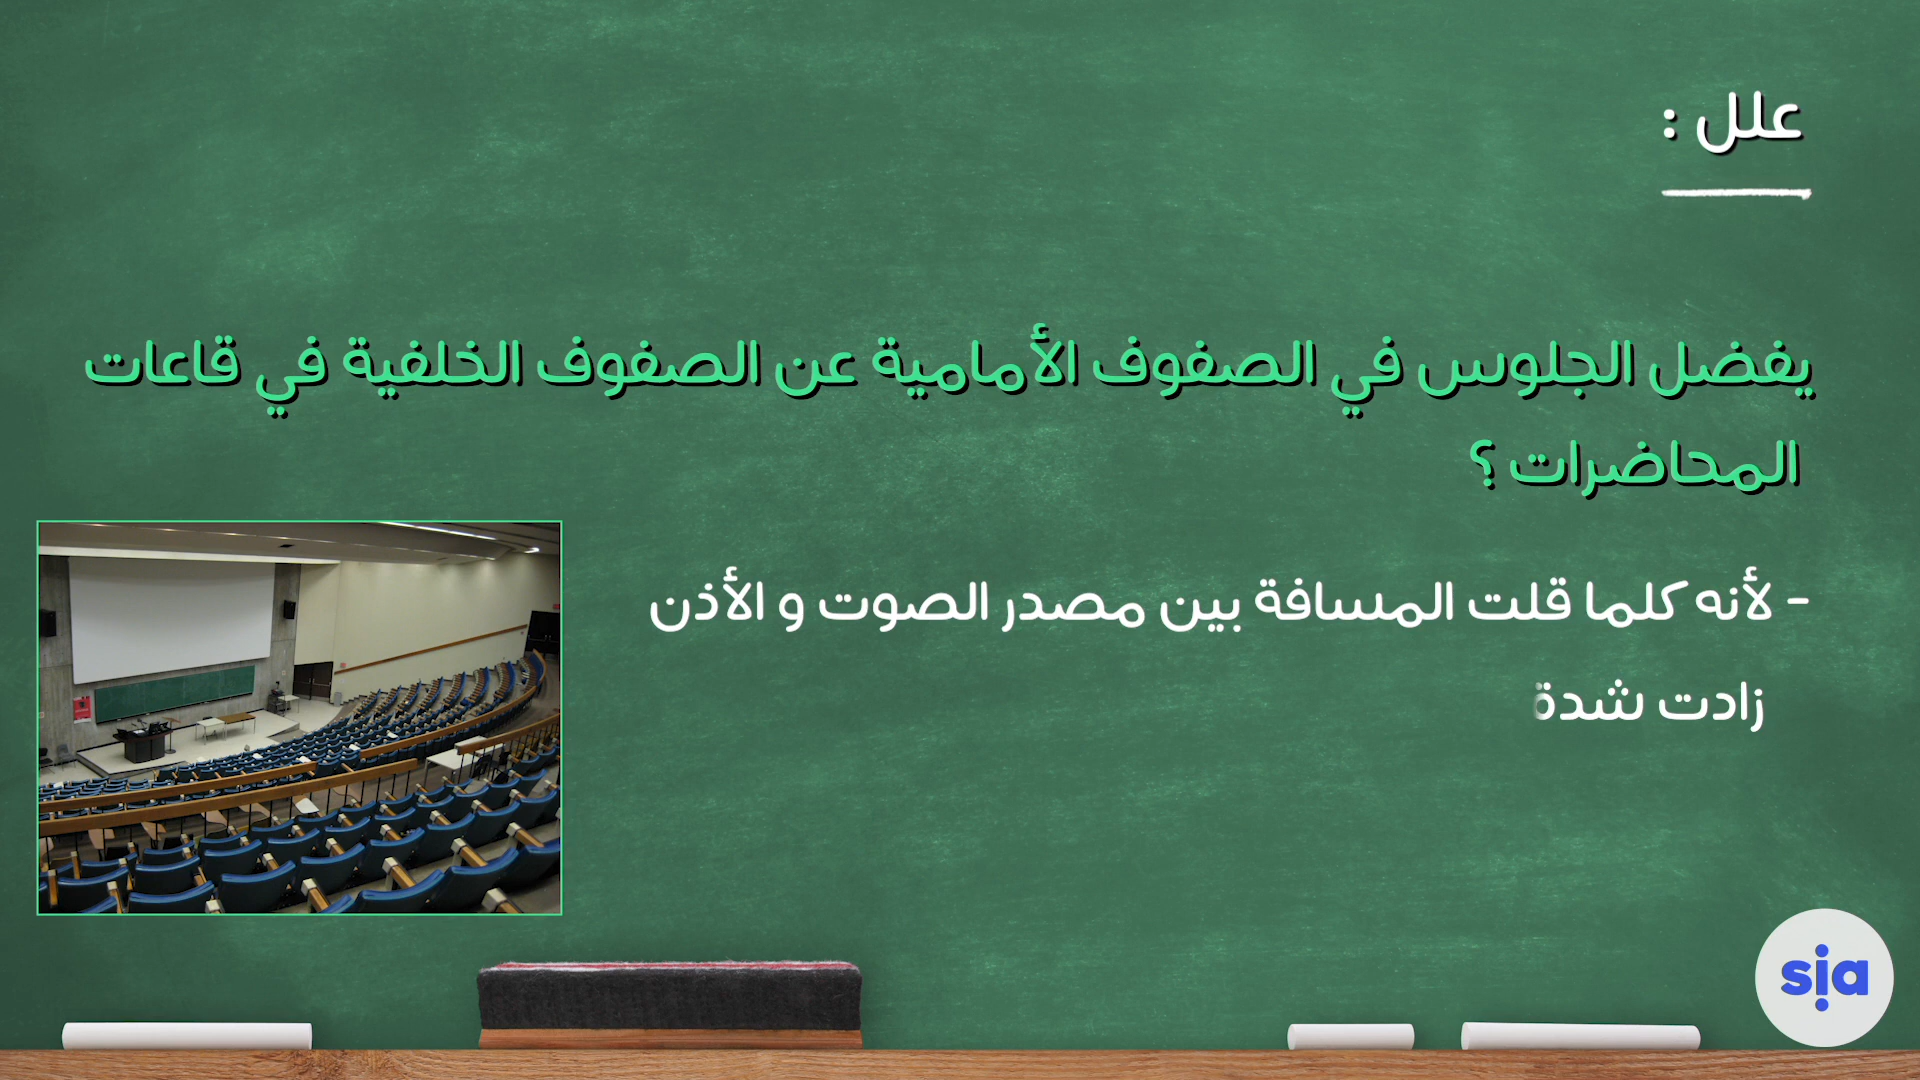 علل :
يفضل الجلوس في الصفوف الأمامية عن الصفوف الخلفية في قاعات
المحاضرات ؟
- لأنه كلما قلت المسافة بين مصدر الصوت و الأذن
زادت شدة
sia